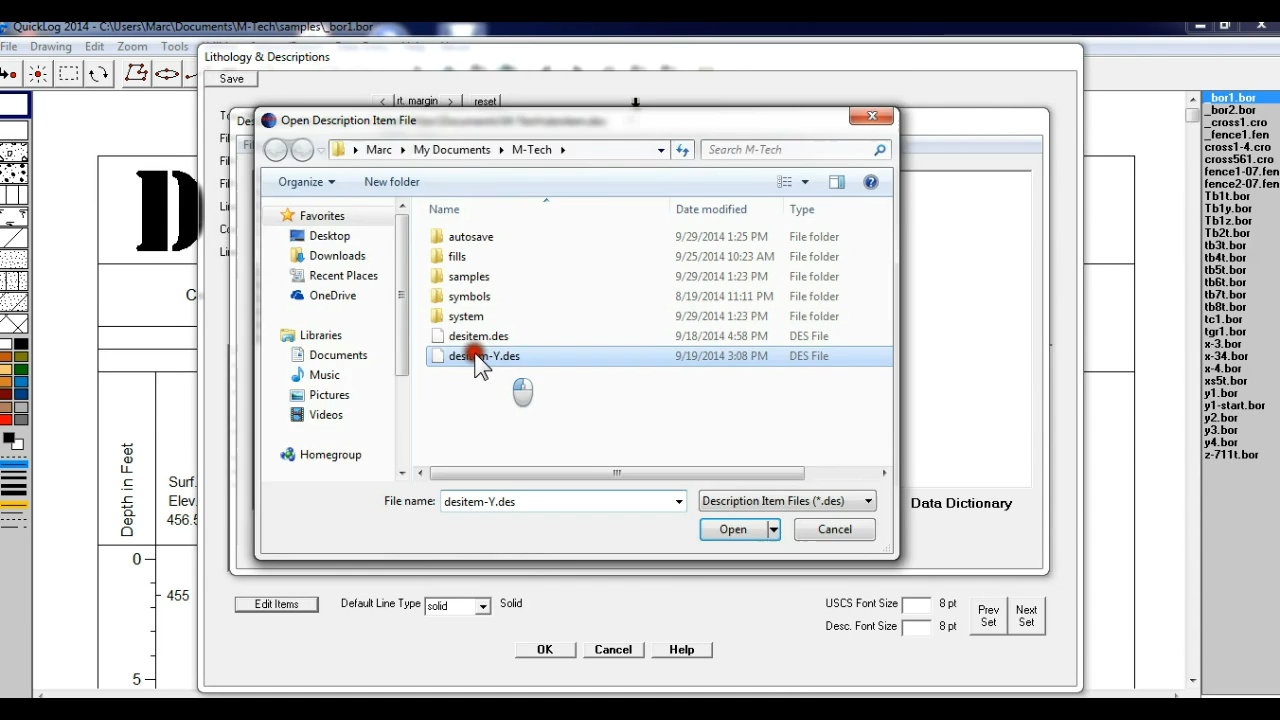 QuickLog 2014 - C:\Users\Marc\Documents\M-Tech\samples\_bor1.bor
File Drawing Edit Zoom Tools
Lithology & Descriptions
Save
< rt. margin > reset
Open Description Item File
Marc My Documents M-Tech
Search M-Tech
Organize New folder
Name Date modified Type
Favorites
Desktop
Downloads
Recent Places
OneDrive
Libraries
Documents
Music
Pictures
Videos
Homegroup
autosave 9/29/2014 1:25 PM File folder
fills 9/25/2014 10:23 AM File folder
samples 9/29/2014 1:23 PM File folder
symbols 8/19/2014 11:11 PM File folder
system 9/29/2014 1:23 PM File folder
desitem.des 9/18/2014 4:58 PM DES File
desitem-Y.des 9/19/2014 3:08 PM DES File
File name: desitem-Y.des Description Item Files (*.des)
Open Cancel
Data Dictionary
Edit Items Default Line Type solid Solid
USCS Font Size 8 pt
Desc. Font Size 8 pt
Prev Set
Next Set
OK Cancel Help
D
Depth in Feet
Surf.
Elev
456.5
0
455
5
_bor1.bor
_bor2.bor
_cross1.cro
_fence1.fen
cross1-4.cro
cross561.cro
fence1-07.fen
fence2-07.fen
Tb1t.bor
Tb1y.bor
Tb1z.bor
Tb2t.bor
tb3t.bor
tb4t.bor
tb5t.bor
tb6t.bor
tb7t.bor
tb8t.bor
tc1.bor
tgr1.bor
x-3.bor
x-34.bor
x-4.bor
xs5t.bor
y1.bor
y1-start.bor
y2.bor
y3.bor
y4.bor
z-711t.bor